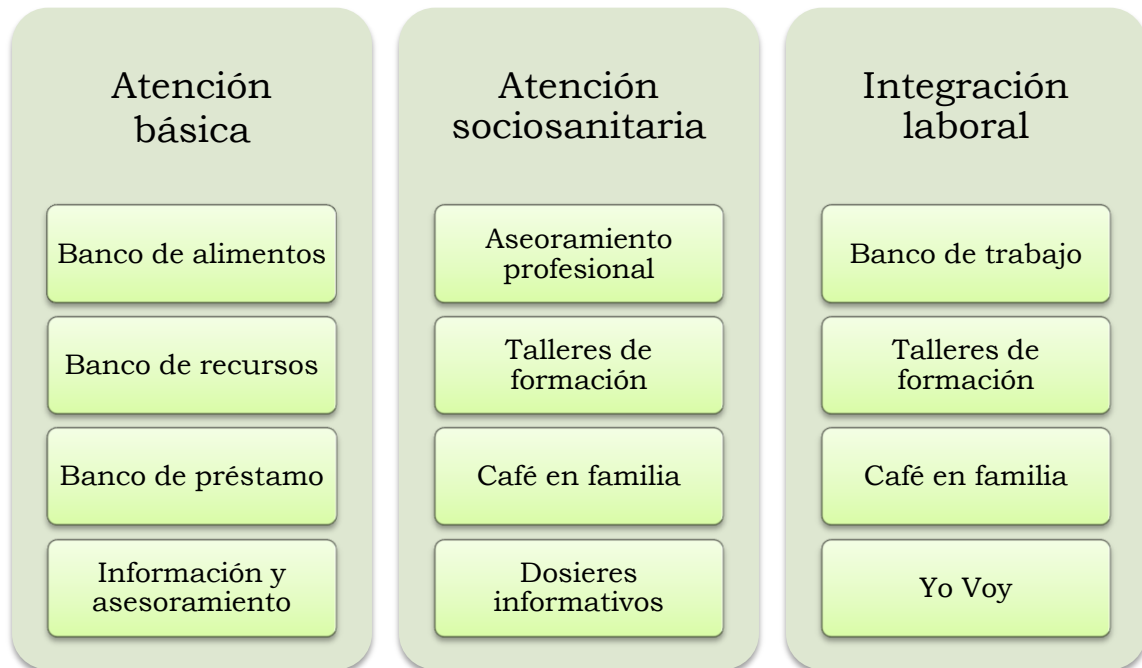 Atención
básica
Banco de alimentos
Banco de recursos
Banco de préstamo
Información y
asesoramiento
Atención
sociosanitaria
Aseoramiento
profesional
Talleres de
formación
Café en familia
Dosieres
informativos
Integración
laboral
Banco de trabajo
Talleres de
formación
Café en familia
Yo Voy